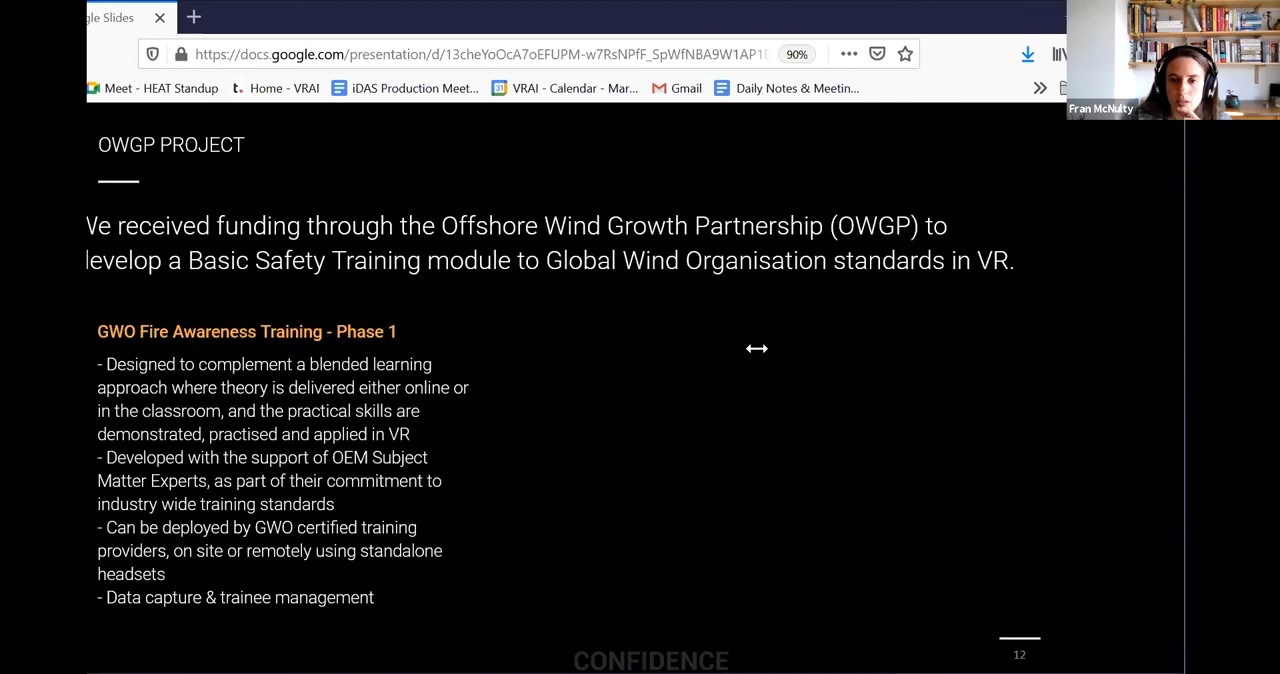 gle Slides
https://docs.google.com/presentation/d/13cheYoOcA7oEFUPM-w7RsNPfF_SpWfNBA9W1AP1
90%
Meet - HEAT Standup
t. Home - VRAI
iDAS Production Meet...
31 VRAI - Calendar - Mar...
Gmail
Daily Notes & Meetin...
Fran McNulty
OWGP PROJECT
We received funding through the Offshore Wind Growth Partnership (OWGP) to
develop a Basic Safety Training module to Global Wind Organisation standards in VR.
GWO Fire Awareness Training - Phase 1
- Designed to complement a blended learning
approach where theory is delivered either online or
in the classroom, and the practical skills are
demonstrated, practised and applied in VR
- Developed with the support of OEM Subject
Matter Experts, as part of their commitment to
industry wide training standards
- Can be deployed by GWO certified training
providers, on site or remotely using standalone
headsets
- Data capture & trainee management
CONFIDENCE
12